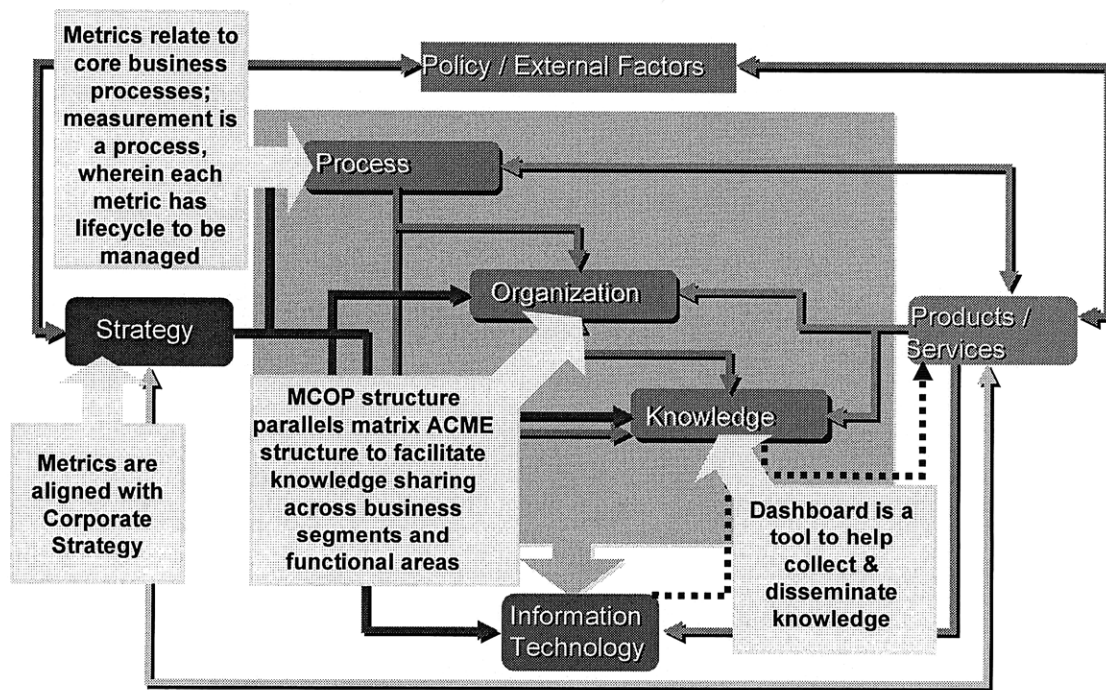 Metrics relate to
core business
processes;
measurement is
a process,
wherein each
metric has
lifecycle to be
managed
Policy / External Factors
Process
Organization
Strategy
Products /
Services
MCOP structure
parallels matrix ACME
structure to facilitate
knowledge sharing
across business
segments and
functional areas
Knowledge
Metrics are
aligned with
Corporate
Strategy
Dashboard is a
tool to help
collect &
disseminate
knowledge
Information
Technology